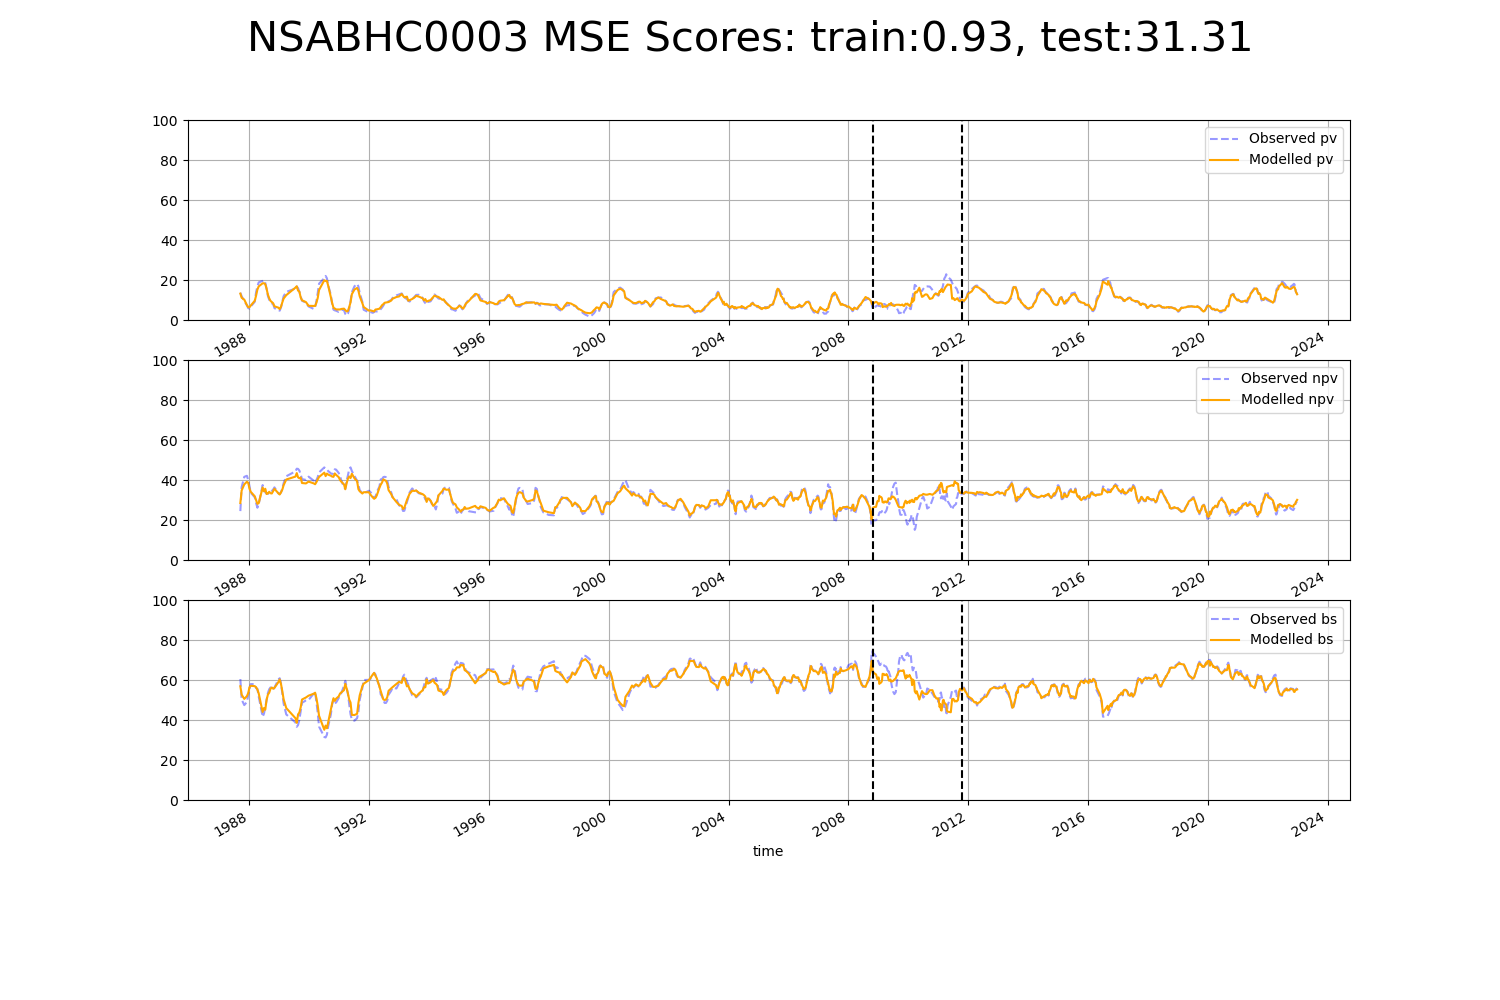 NSABHC0003 MSE Scores: train:0.93, test:31.31
100
80
60
40
20
0
Observed pv
Modelled pv
1988 1992 1996 2000 2004 2008 2012 2016 2020 2024
100
80
60
40
20
0
Observed npv
Modelled npv
1988 1992 1996 2000 2004 2008 2012 2016 2020 2024
100
80
60
40
20
0
Observed bs
Modelled bs
1988 1992 1996 2000 2004 2008 2012 2016 2020 2024
time